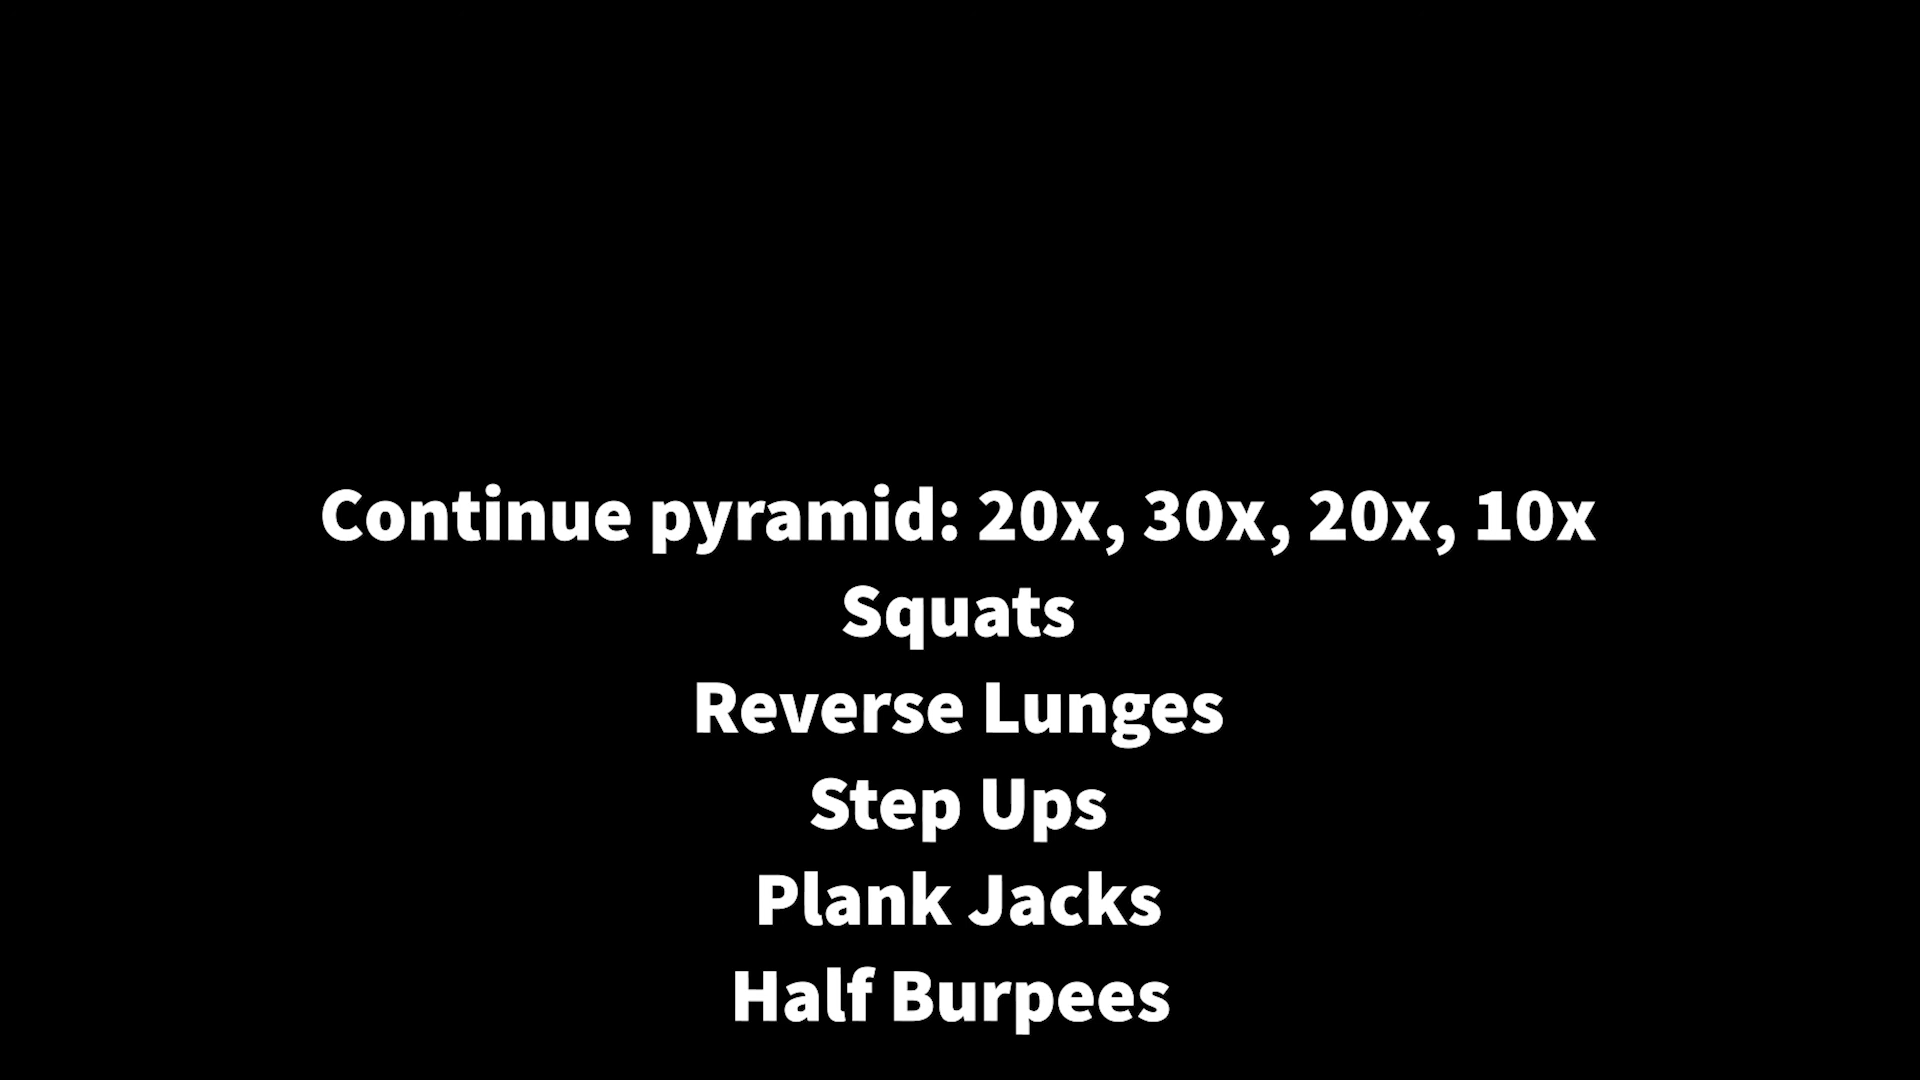 Continue pyramid: 20x, 30x, 20x, 10x
Squats
Reverse Lunges
Step Ups
Plank Jacks
Half Burpees